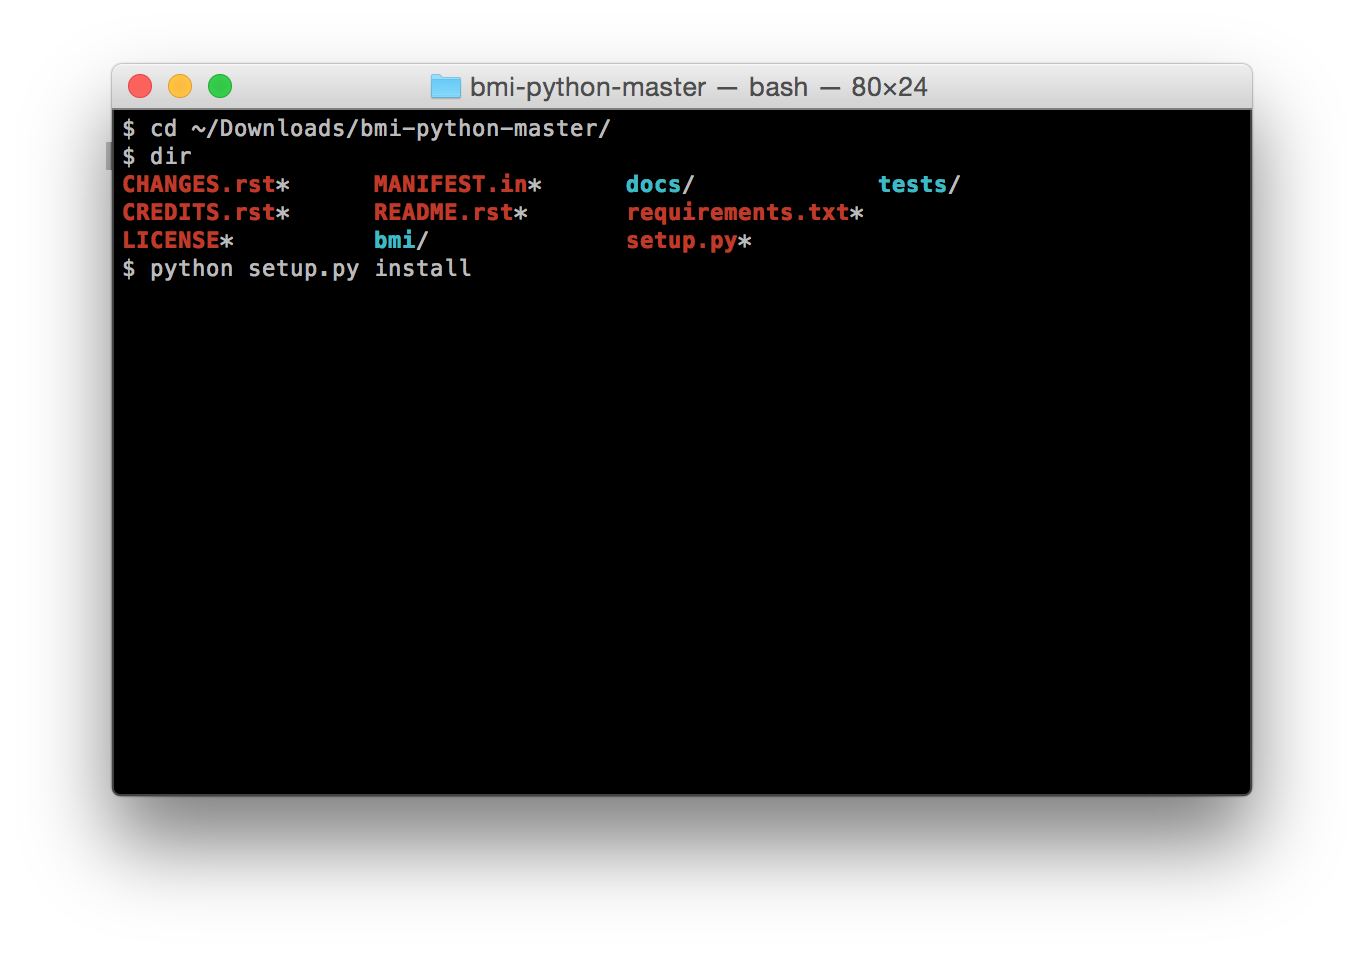 bmi-python-master — bash — 80×24
$ cd ~/Downloads/bmi-python-master/
$ dir
CHANGES.rst* MANIFEST.in* docs/ tests/
CREDITS.rst* README.rst* requirements.txt*
LICENSE* bmi/ setup.py*
$ python setup.py install